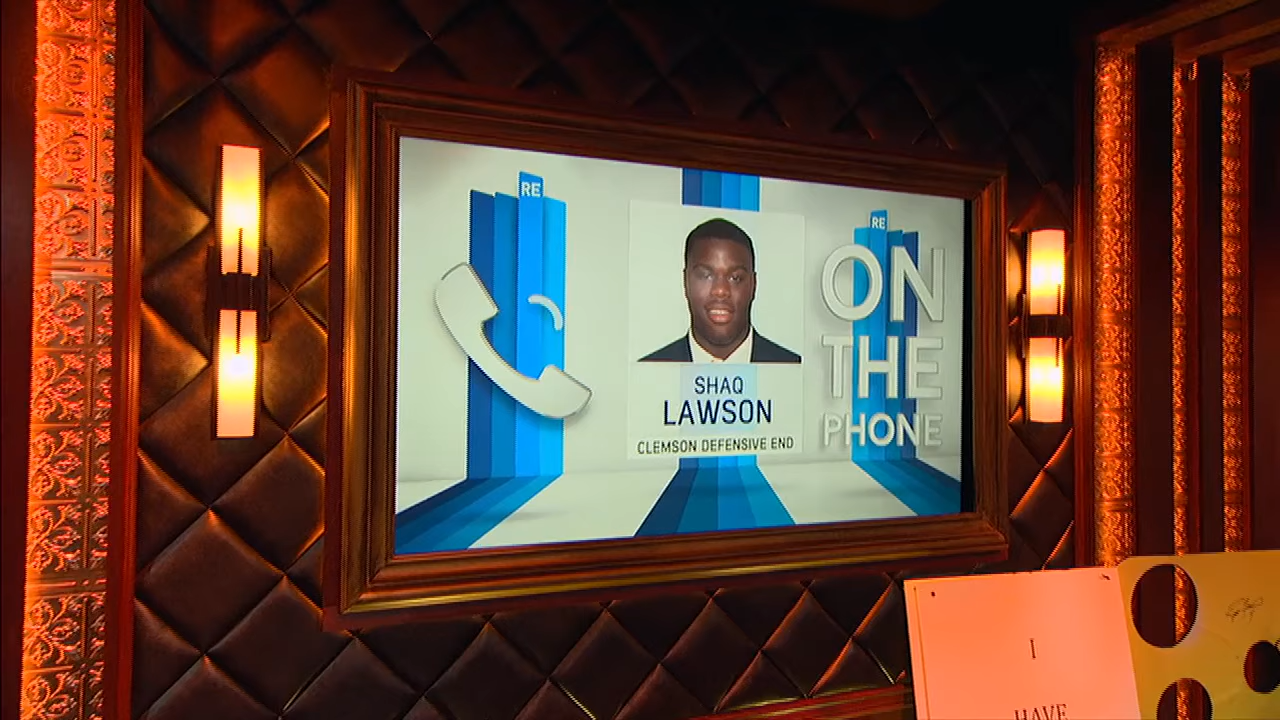 RE
SHAQ
LAWSON
CLEMSON DEFENSIVE END
RE
ON
THE
PHONE
I
HAVE